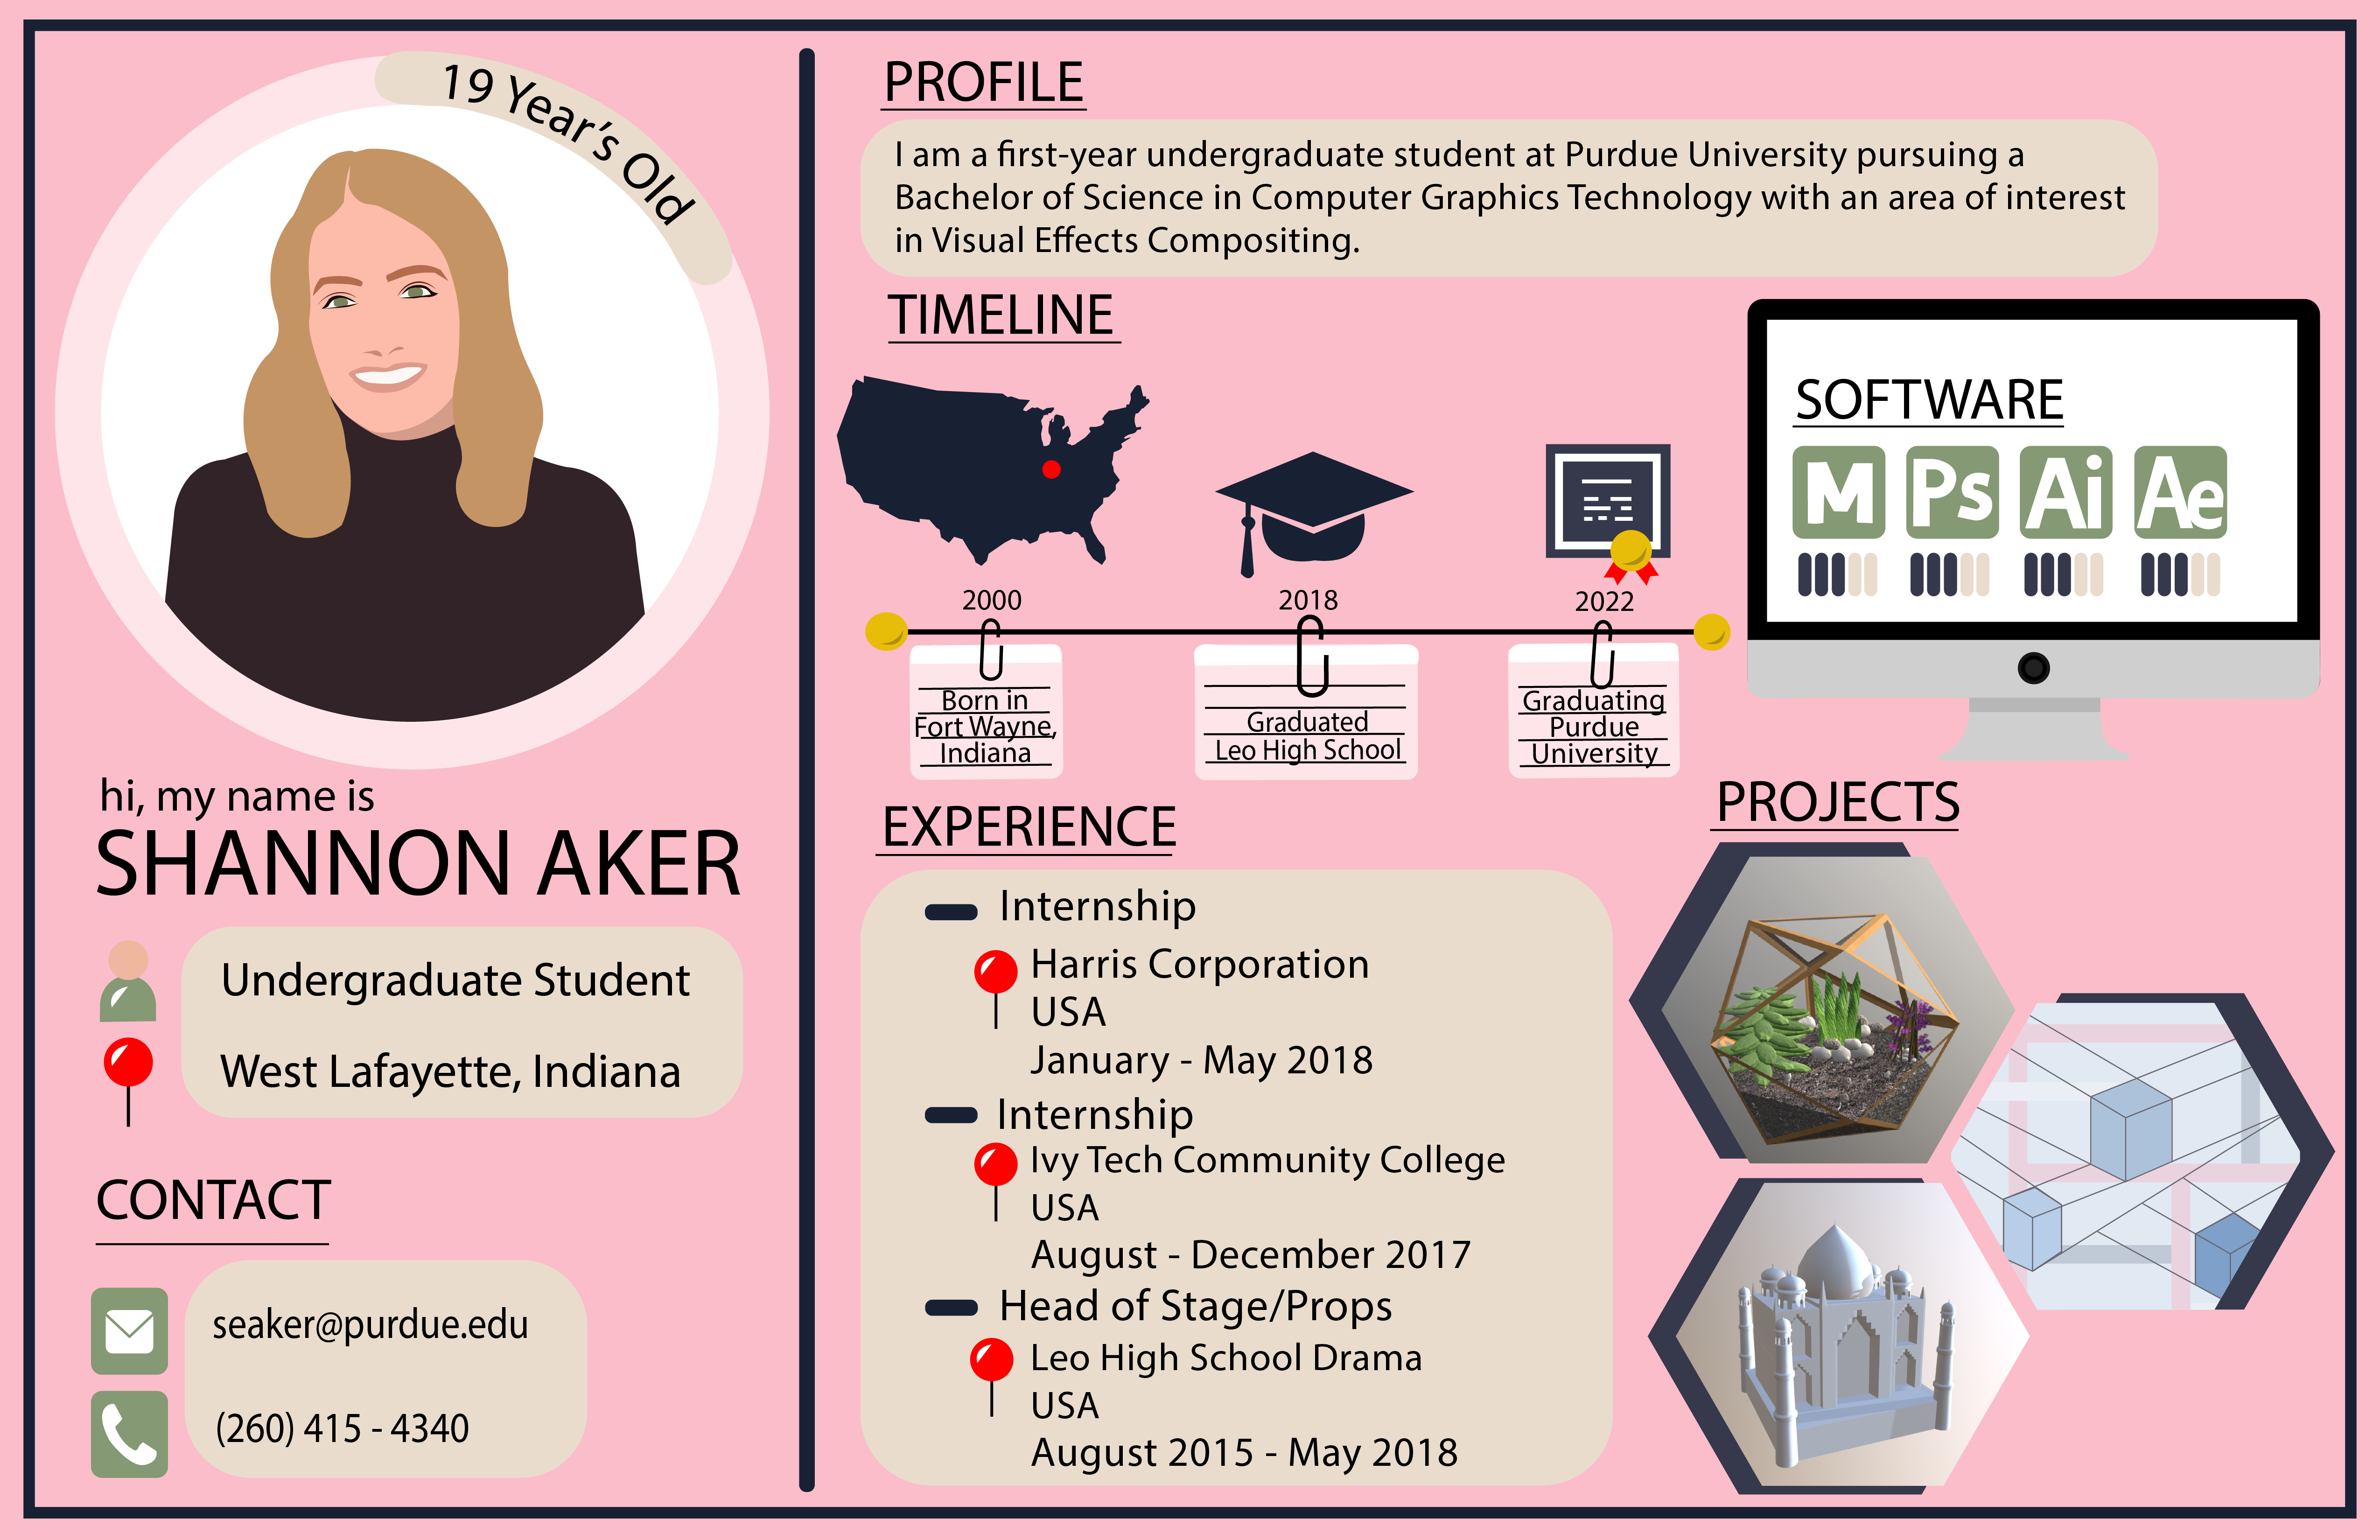 19 Year's Old
hi, my name is
SHANNON AKER
Undergraduate Student
West Lafayette, Indiana
CONTACT
seaker@purdue.edu
(260) 415 - 4340
PROFILE
I am a first-year undergraduate student at Purdue University pursuing a
Bachelor of Science in Computer Graphics Technology with an area of interest
in Visual Effects Compositing.
TIMELINE
2000
Born in
Fort Wayne,
Indiana
2018
Graduated
Leo High School
2022
Graduating
Purdue
University
SOFTWARE
M Ps Ai Ae
EXPERIENCE
Internship
Harris Corporation
USA
January - May 2018
Internship
Ivy Tech Community College
USA
August - December 2017
Head of Stage/Props
Leo High School Drama
USA
August 2015 - May 2018
PROJECTS